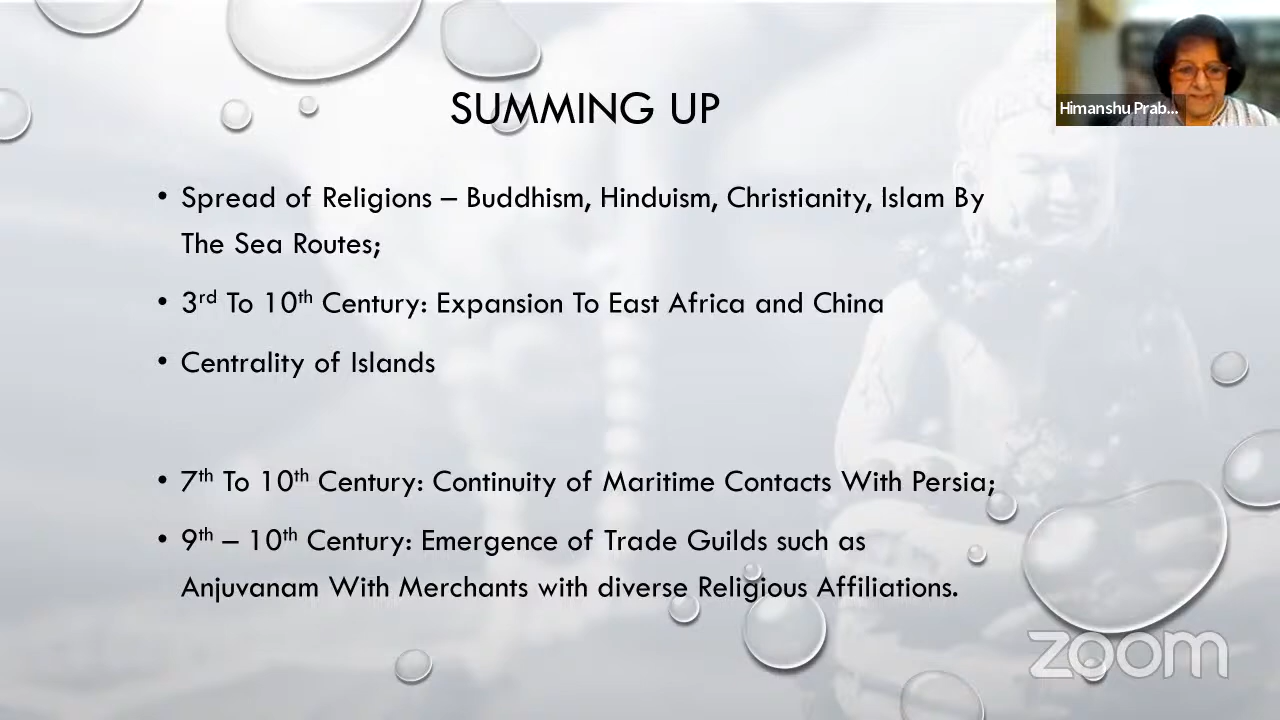 Himanshu Prab...
SUMMING UP
• Spread of Religions – Buddhism, Hinduism, Christianity, Islam By
The Sea Routes;
• 3rd To 10th Century: Expansion To East Africa and China
• Centrality of Islands
• 7th To 10th Century: Continuity of Maritime Contacts With Persia;
• 9th – 10th Century: Emergence of Trade Guilds such as
Anjuvanam With Merchants with diverse Religious Affiliations.
zoom